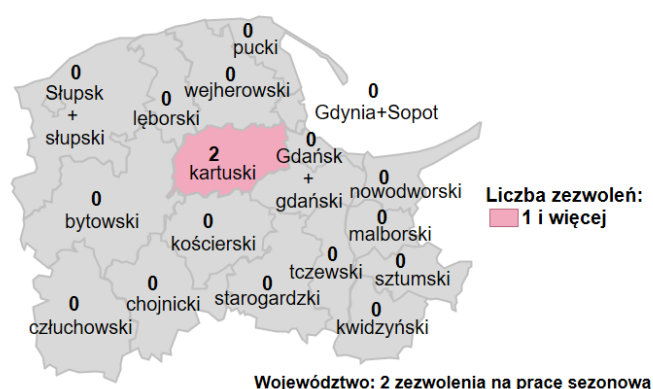 0
pucki
0
wejherowski
0
Słupsk
+
słupski
0
lęborski
0
Gdynia+Sopot
2
kartuski
0
Gdańsk
+
gdański
0
nowodworski
Liczba zezwoleń:
1 i więcej
0
bytowski
0
kościerski
0
malborski
0
tczewski
0
sztumski
0
człuchowski
0
chojnicki
0
starogardzki
0
kwidzyński
Województwo: 2 zezwolenia na pracę sezonową